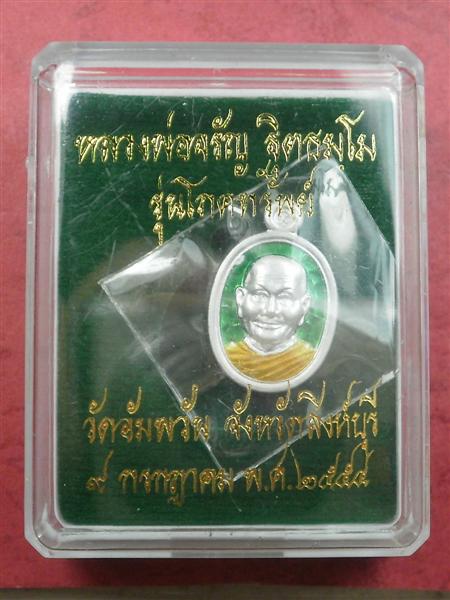 หลวงพ่อจรัญ ฐิตธมฺโม
รุ่นโภคทรัพย์
วัดอัมพวัน จังหวัดสิงห์บุรี
๙ กรกฎาคม พ.ศ.๒๕๕๔